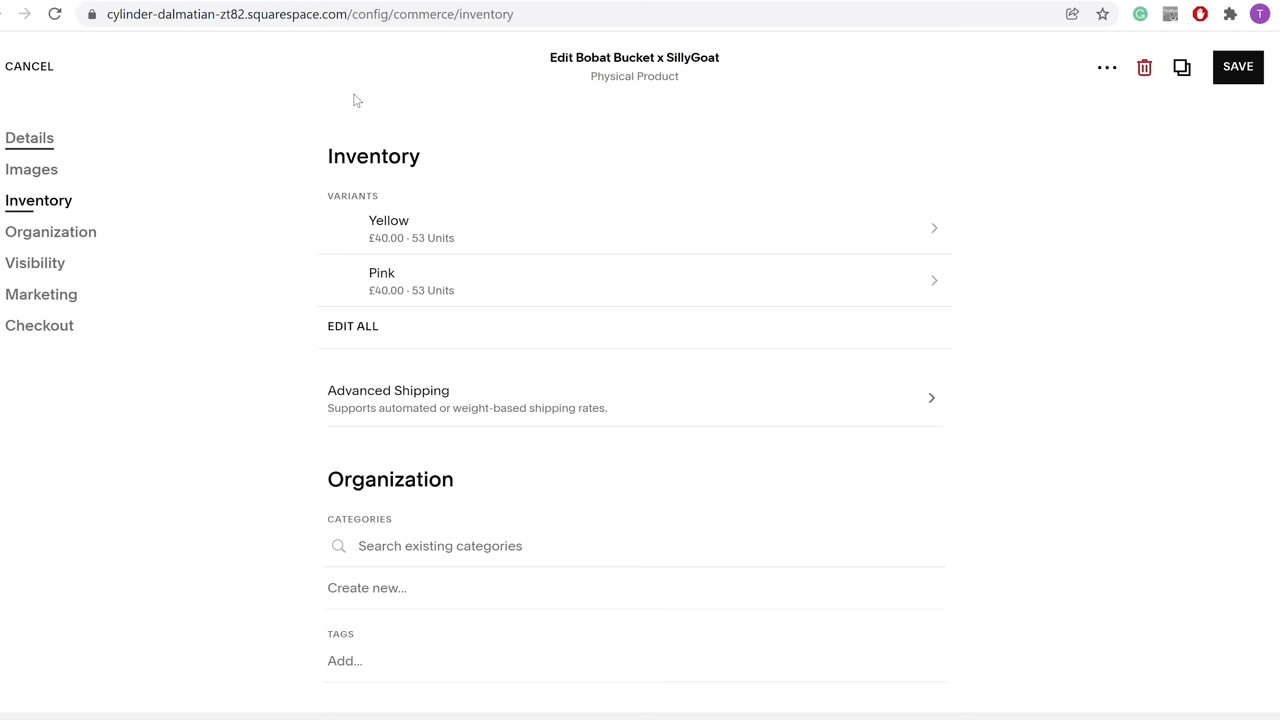 cylinder-dalmatian-zt82.squarespace.com/config/commerce/inventory
T
CANCEL
Edit Bobat Bucket x SillyGoat
Physical Product
SAVE
Details
Images
Inventory
Organization
Visibility
Marketing
Checkout
Inventory
VARIANTS
Yellow
£40.00 · 53 Units
Pink
£40.00 · 53 Units
EDIT ALL
Advanced Shipping
Supports automated or weight-based shipping rates.
Organization
CATEGORIES
Search existing categories
Create new...
TAGS
Add...